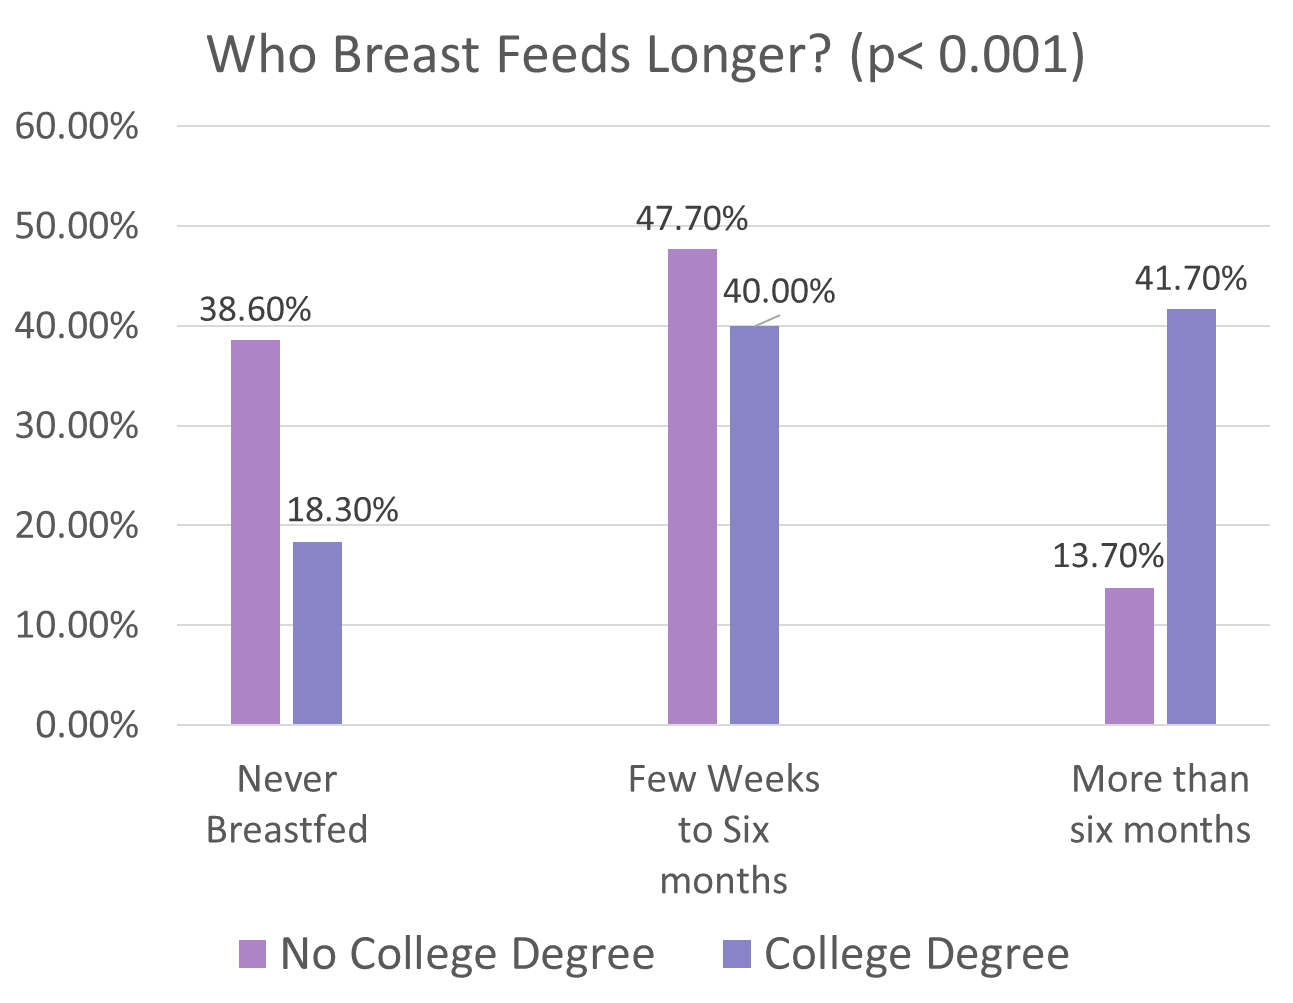 Who Breast Feeds Longer? (p< 0.001)
60.00%
50.00%
40.00%
30.00%
20.00%
10.00%
0.00%
38.60%
18.30%
47.70%
40.00%
13.70%
41.70%
Never
Breastfed
Few Weeks
to Six
months
More than
six months
No College Degree
College Degree